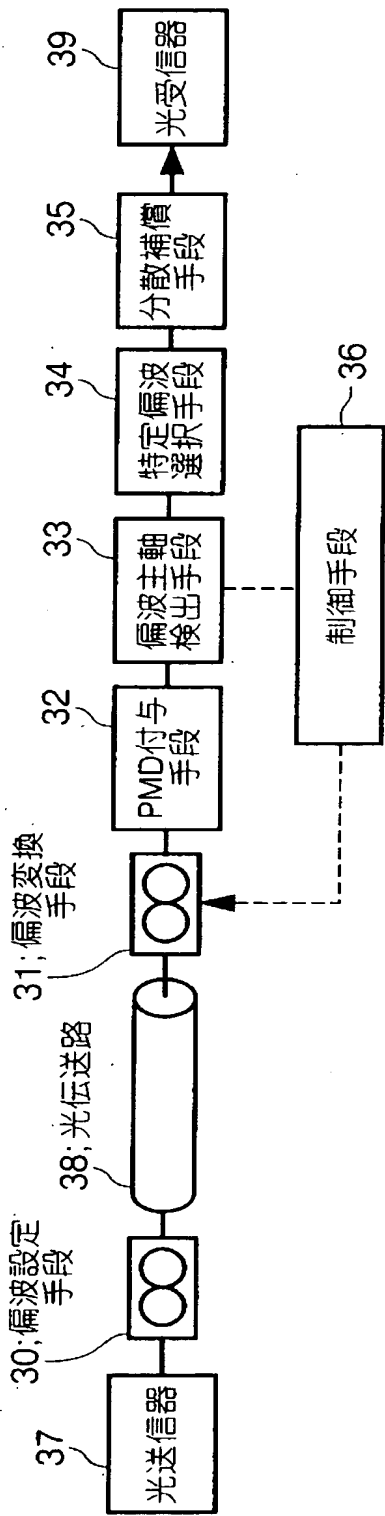 37
光送信器
30;偏波設定
手段
38;光伝送路
31;偏波変換
手段
32
PMD付与
手段
33
偏波主軸
検出手段
34
特定偏波
選択手段
35
分散補償
手段
39
光受信器
36
制御手段